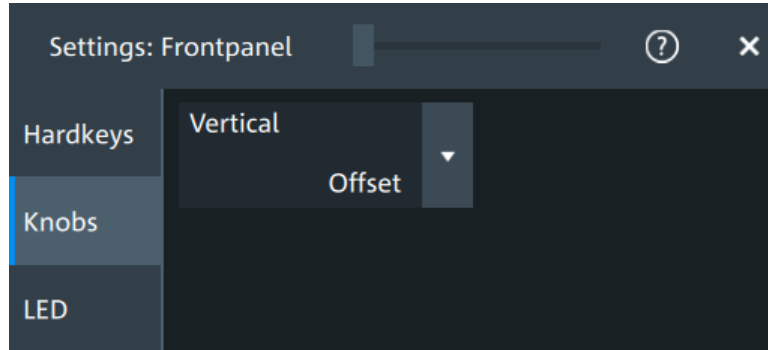 Settings: Frontpanel
Hardkeys
Knobs
LED
Vertical
Offset